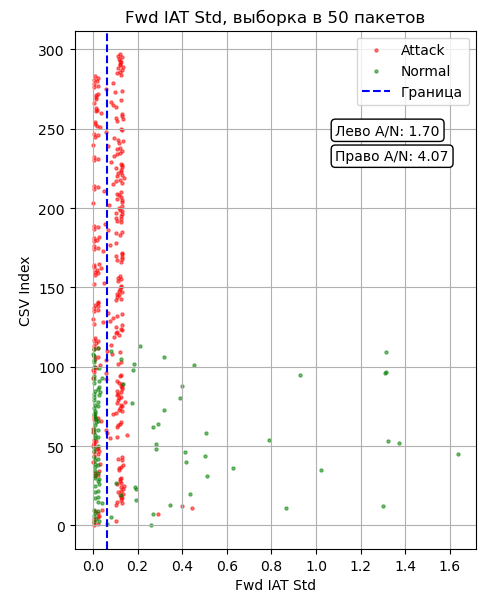 Fwd IAT Std, выборка в 50 пакетов
Attack
Normal
Граница
Лево A/N: 1.70
Право A/N: 4.07
300
250
200
150
100
50
0
CSV Index
0.0 0.2 0.4 0.6 0.8 1.0 1.2 1.4 1.6
Fwd IAT Std